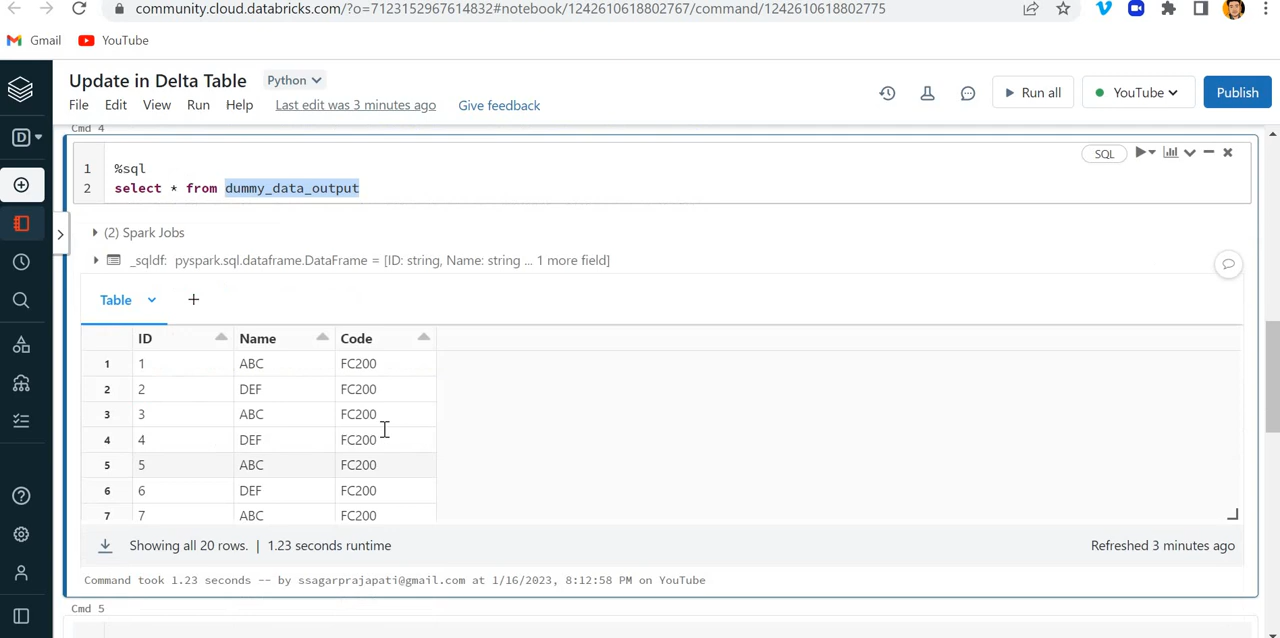 community.cloud.databricks.com/?o=7123152967614832#notebook/1242610618802767/command/1242610618802775
Gmail YouTube
Update in Delta Table Python
File Edit View Run Help Last edit was 3 minutes ago Give feedback
Run all YouTube Publish
D
Cmd 4
SQL
1 %sql
2 select * from dummy_data_output
(2) Spark Jobs
_sqldf: pyspark.sql.dataframe.DataFrame = [ID: string, Name: string ... 1 more field]
Table +
ID Name Code
1 1 ABC FC200
2 2 DEF FC200
3 3 ABC FC200
4 4 DEF FC200
5 5 ABC FC200
6 6 DEF FC200
7 7 ABC FC200
Showing all 20 rows. | 1.23 seconds runtime Refreshed 3 minutes ago
Command took 1.23 seconds -- by ssagarprajapati@gmail.com at 1/16/2023, 8:12:58 PM on YouTube
Cmd 5